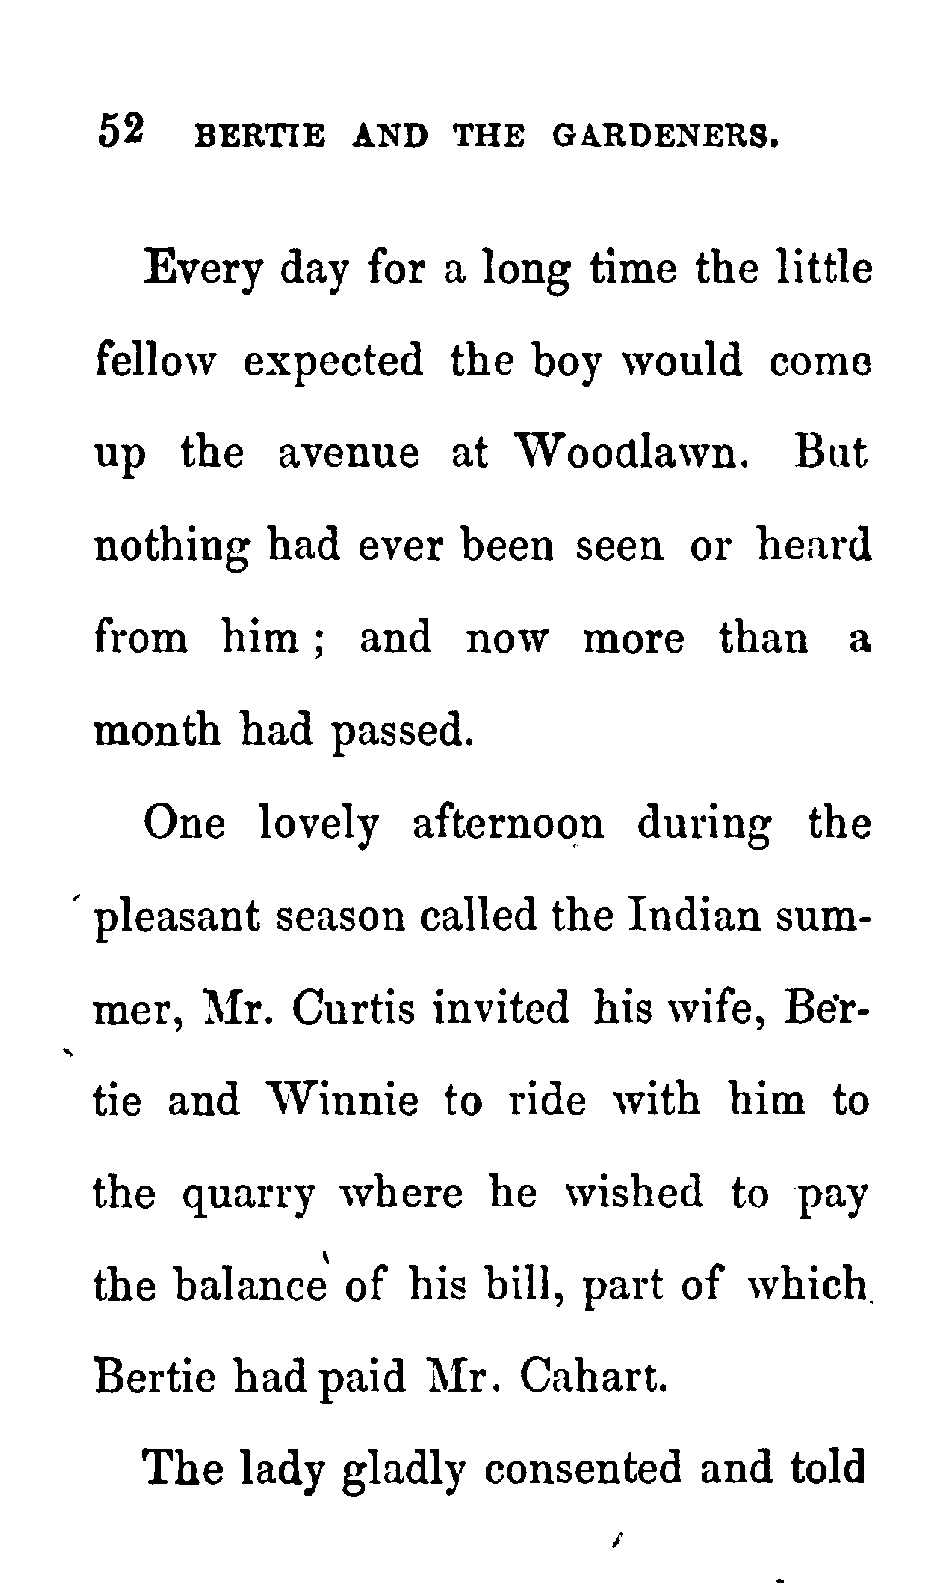 52 BERTIE AND THE GARDENERS.
Every day for a long time the little
fellow expected the boy would come
up the avenue at Woodlawn. But
nothing had ever been seen or heard
from him ; and now more than a
month had passed.
One lovely afternoon during the
pleasant season called the Indian sum-
mer, Mr. Curtis invited his wife, Ber-
tie and Winnie to ride with him to
the quarry where he wished to pay
the balance of his bill, part of which
Bertie had paid Mr. Cahart.
The lady gladly consented and told